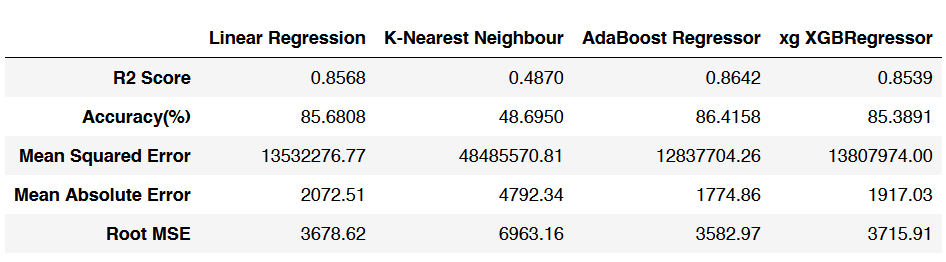 Linear Regression K-Nearest Neighbour AdaBoost Regressor xg XGBRegressor
R2 Score 0.8568 0.4870 0.8642 0.8539
Accuracy(%) 85.6808 48.6950 86.4158 85.3891
Mean Squared Error 13532276.77 48485570.81 12837704.26 13807974.00
Mean Absolute Error 2072.51 4792.34 1774.86 1917.03
Root MSE 3678.62 6963.16 3582.97 3715.91